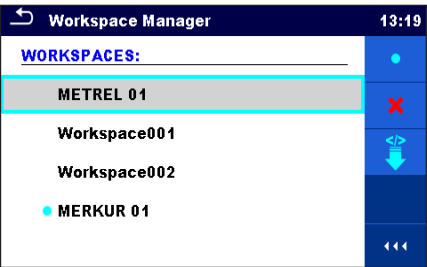 Workspace Manager
13:19
WORKSPACES:
METREL 01
Workspace001
Workspace002
MERKUR 01